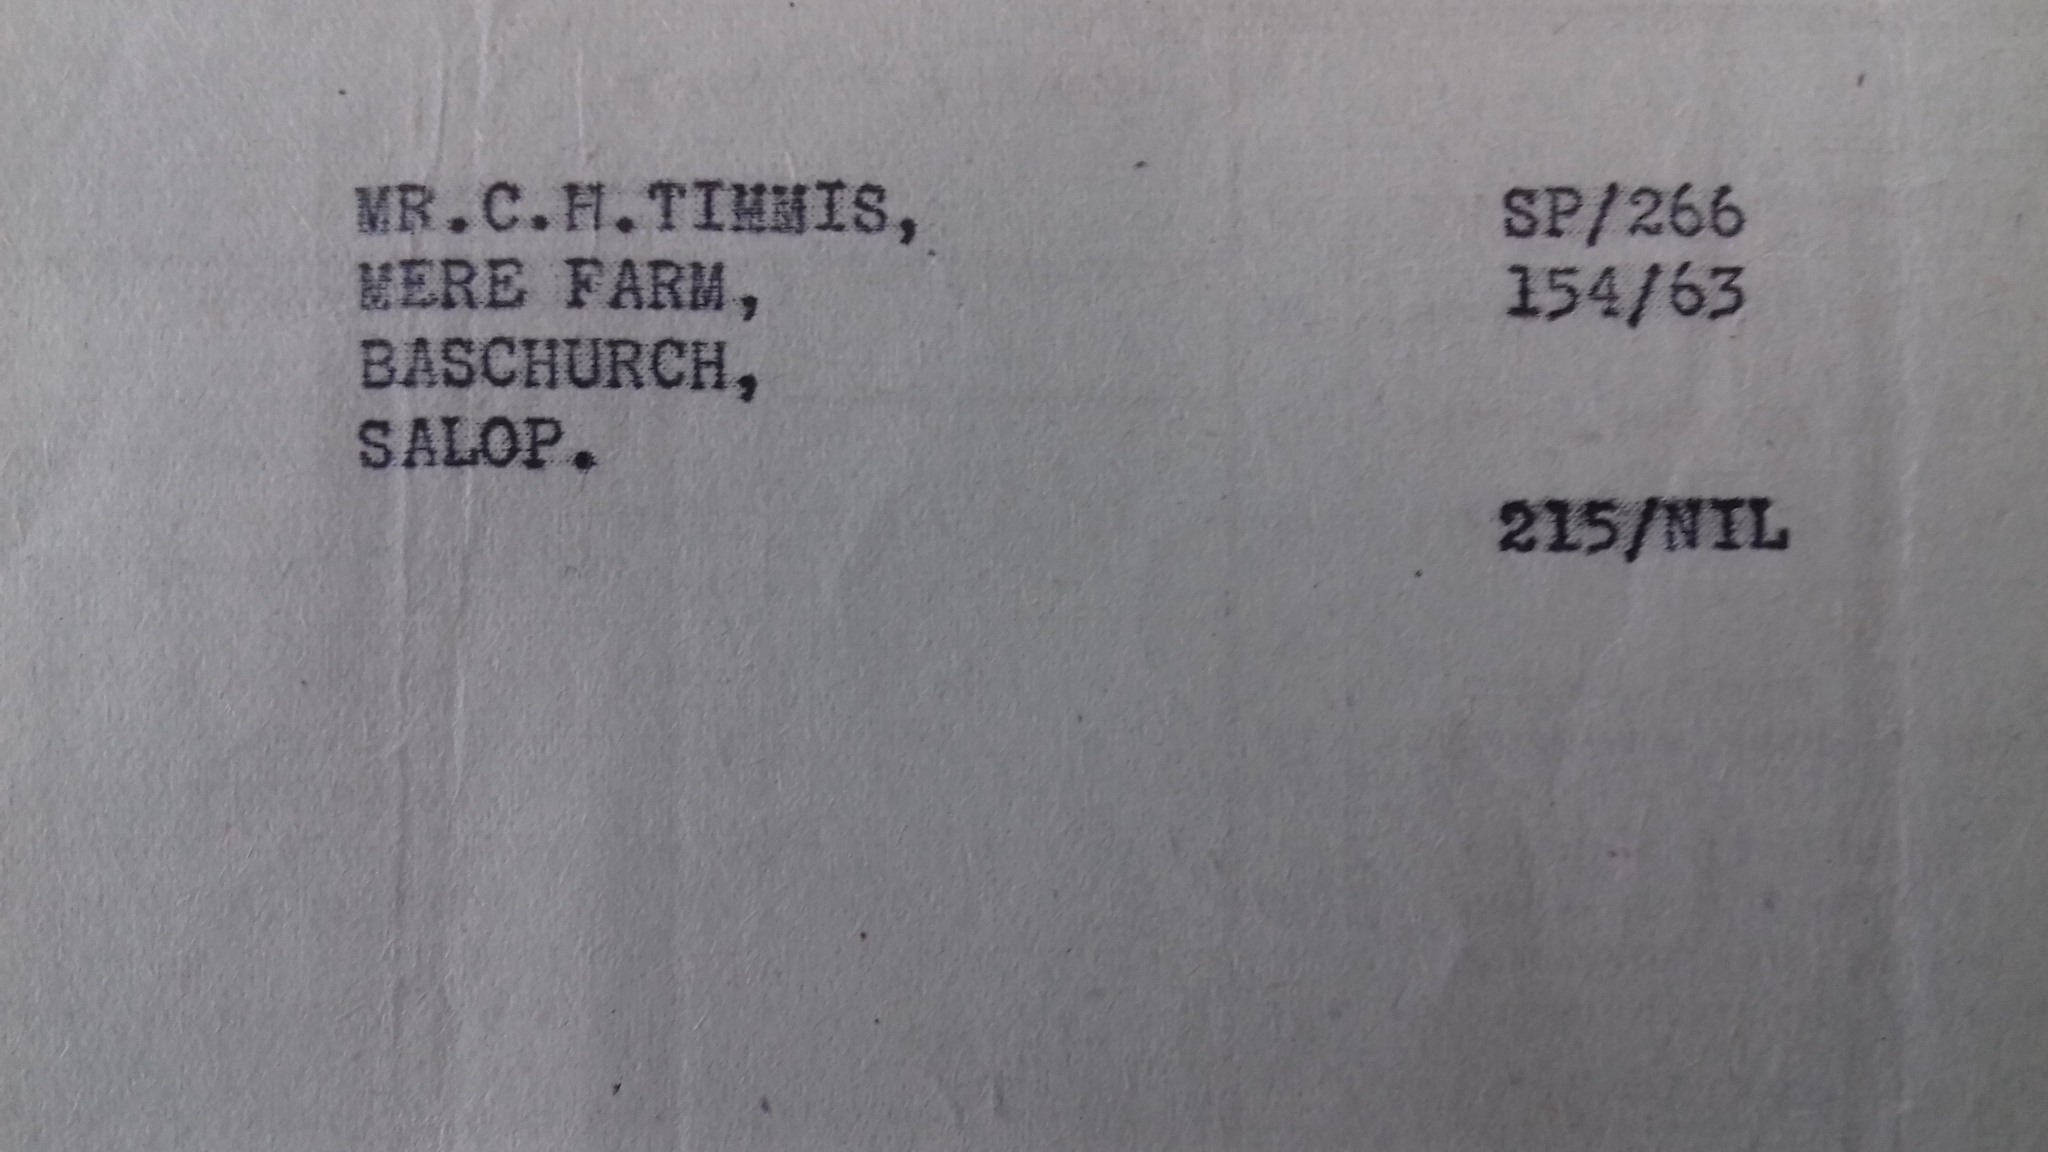 MR.C.H.TIMMIS,
MERE FARM,
BASCHURCH,
SALOP.
SP/266
154/63
215/NIL